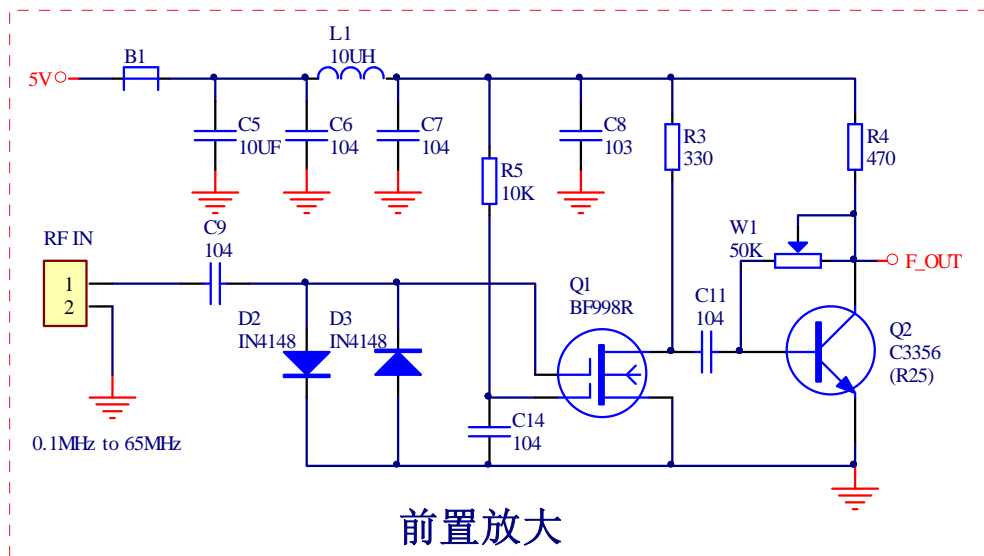 B1
L1
10UH
5V
C5
10UF
C6
104
C7
104
C8
103
R3
330
R4
470
R5
10K
C9
104
RF IN
1
2
W1
50K
F_OUT
Q1
BF998R
C11
104
D2
IN4148
D3
IN4148
Q2
C3356
(R25)
C14
104
0.1MHz to 65MHz
前置放大